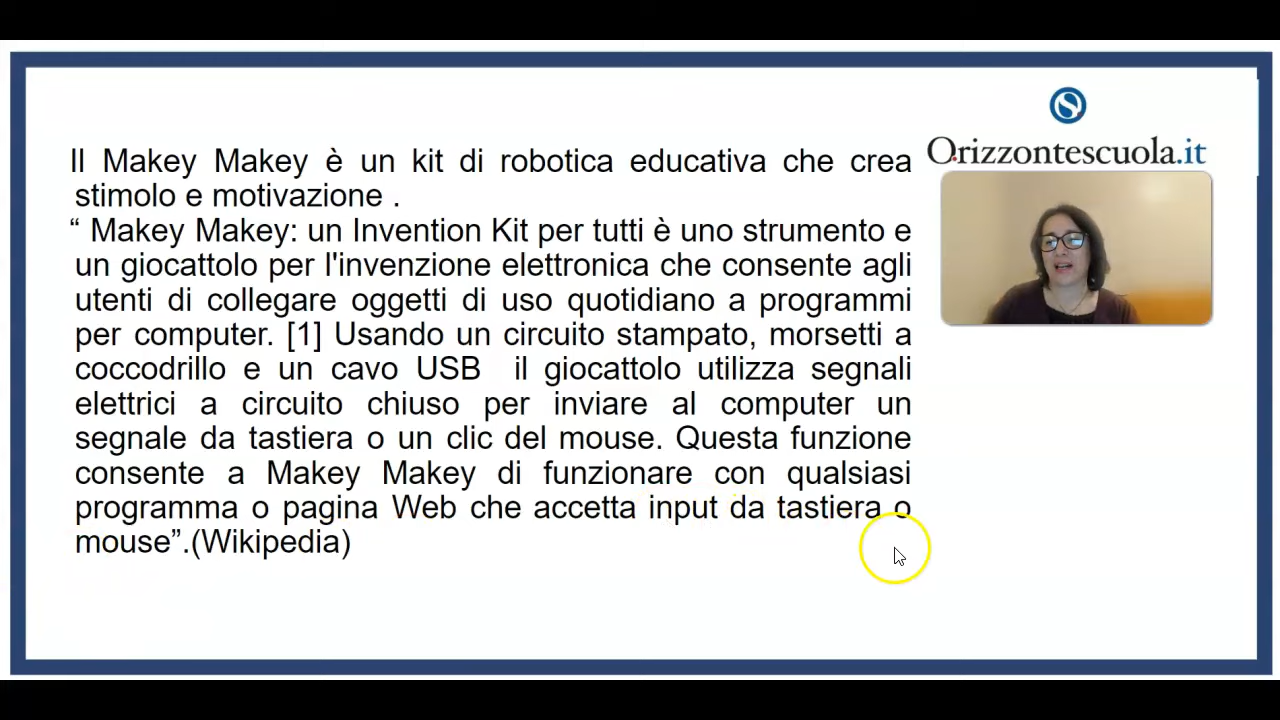 Il Makey Makey è un kit di robotica educativa che crea
stimolo e motivazione .
“ Makey Makey: un Invention Kit per tutti è uno strumento e
un giocattolo per l'invenzione elettronica che consente agli
utenti di collegare oggetti di uso quotidiano a programmi
per computer. [1] Usando un circuito stampato, morsetti a
coccodrillo e un cavo USB il giocattolo utilizza segnali
elettrici a circuito chiuso per inviare al computer un
segnale da tastiera o un clic del mouse. Questa funzione
consente a Makey Makey di funzionare con qualsiasi
programma o pagina Web che accetta input da tastiera o
mouse”.(Wikipedia)
Orizzontescuola.it